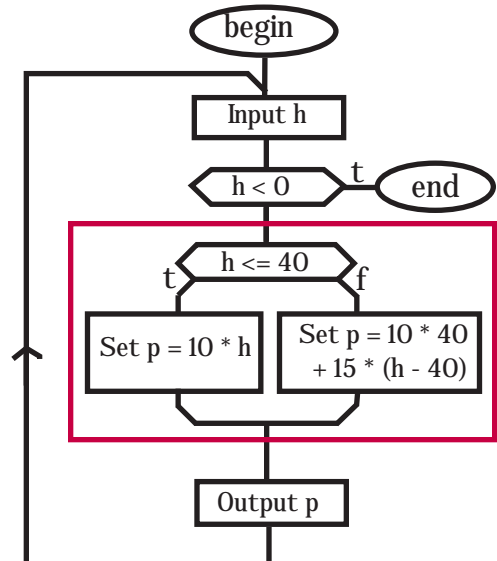 begin
Input h
h < 0
t
end
h <= 40
t
f
Set p = 10 * h
Set p = 10 * 40
+ 15 * (h - 40)
Output p